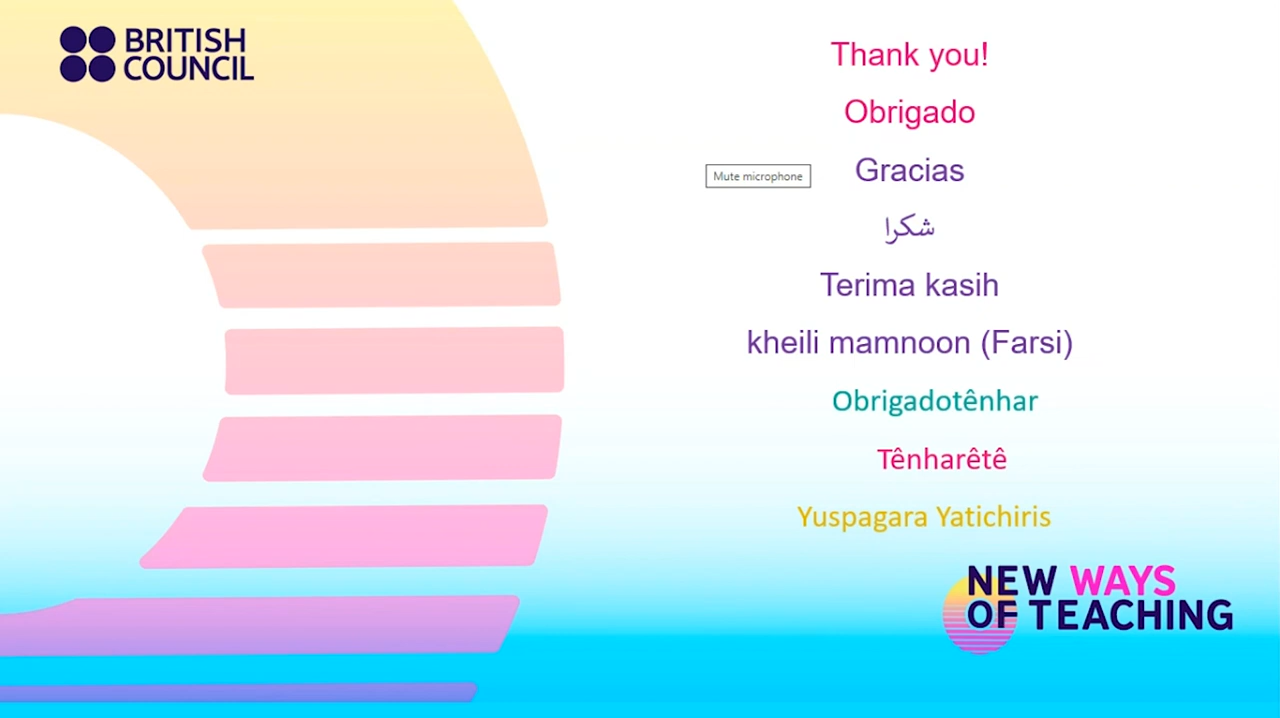 BRITISH
COUNCIL
Thank you!
Obrigado
Mute microphone
Gracias
شكرا
Terima kasih
kheili mamnoon (Farsi)
Obrigadotênhar
Tênharêtê
Yuspagara Yatichiris
NEW WAYS
OF TEACHING